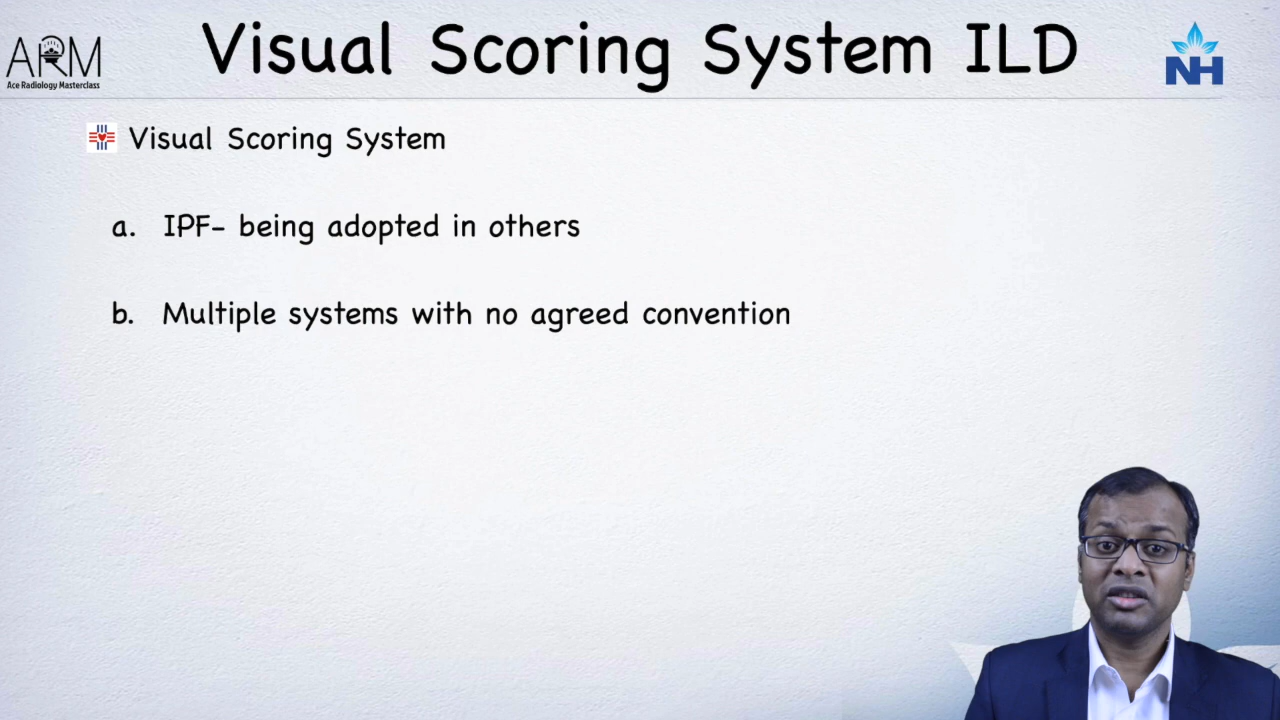 Visual Scoring System ILD
ARM
Ace Radiology Masterclass
NH
Visual Scoring System
a. IPF- being adopted in others
b. Multiple systems with no agreed convention